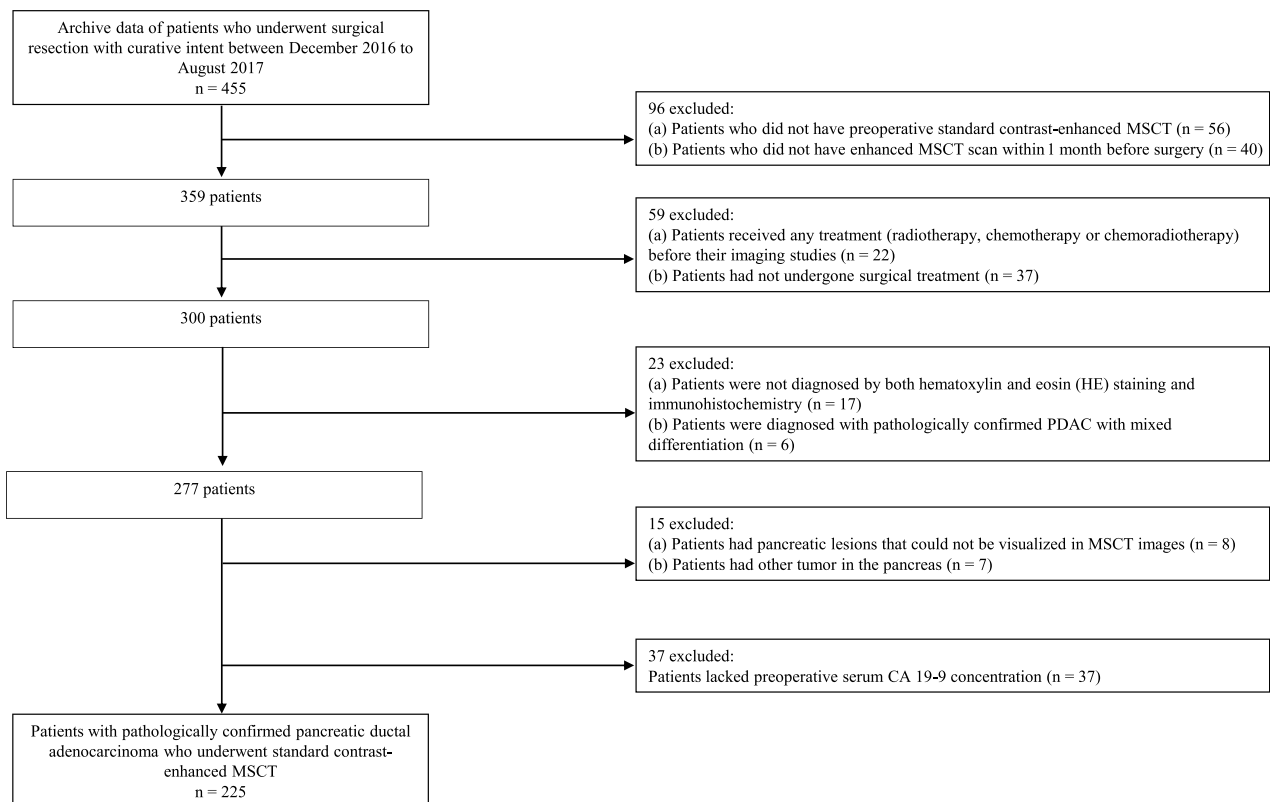 Archive data of patients who underwent surgical
resection with curative intent between December 2016 to
August 2017
n = 455
96 excluded:
(a) Patients who did not have preoperative standard contrast-enhanced MSCT (n = 56)
(b) Patients who did not have enhanced MSCT scan within 1 month before surgery (n = 40)
359 patients
59 excluded:
(a) Patients received any treatment (radiotherapy, chemotherapy or chemoradiotherapy)
before their imaging studies (n = 22)
(b) Patients had not undergone surgical treatment (n = 37)
300 patients
23 excluded:
(a) Patients were not diagnosed by both hematoxylin and eosin (HE) staining and
immunohistochemistry (n = 17)
(b) Patients were diagnosed with pathologically confirmed PDAC with mixed
differentiation (n = 6)
277 patients
15 excluded:
(a) Patients had pancreatic lesions that could not be visualized in MSCT images (n = 8)
(b) Patients had other tumor in the pancreas (n = 7)
37 excluded:
Patients lacked preoperative serum CA 19-9 concentration (n = 37)
Patients with pathologically confirmed pancreatic ductal
adenocarcinoma who underwent standard contrast-
enhanced MSCT
n = 225